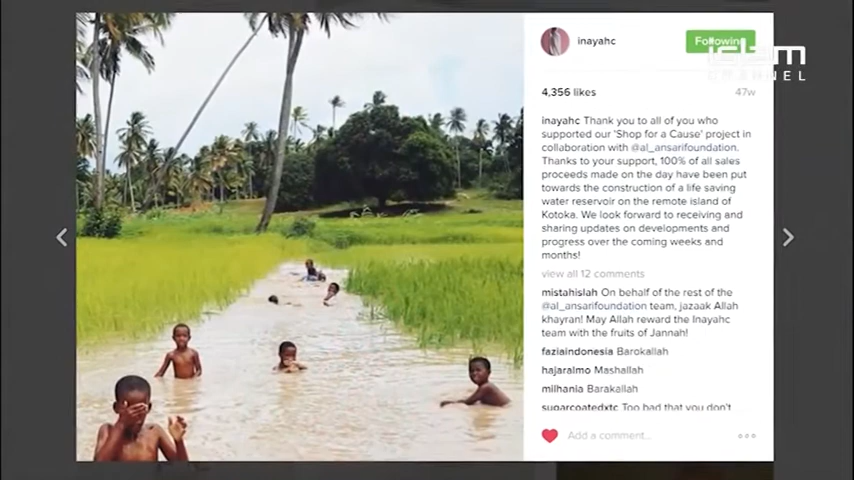 inayahc
Following
islam
CHANNEL
4,356 likes
47w
inayahc Thank you to all of you who
supported our 'Shop for a Cause' project in
collaboration with @al_ansarifoundation.
Thanks to your support, 100% of all sales
proceeds made on the day have been put
towards the construction of a life saving
water reservoir on the remote island of
Kotoka. We look forward to receiving and
sharing updates on developments and
progress over the coming weeks and
months!
view all 12 comments
mistahislah On behalf of the rest of the
@al_ansarifoundation team, jazaak Allah
khayran! May Allah reward the Inayahc
team with the fruits of Jannah!
faziaindonesia Barokallah
hajaralmo Mashallah
milhania Barakallah
sugarcoatedxtc Too bad that you don't
Add a comment...